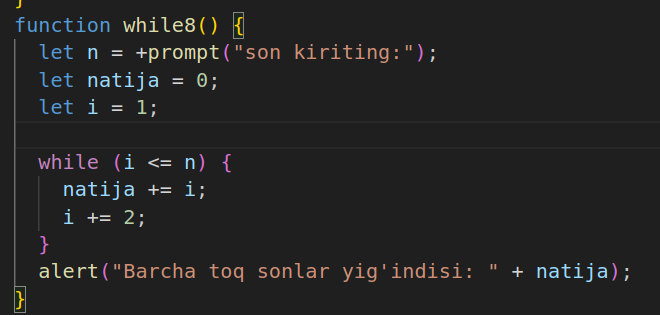 }
function while8() {
  let n = +prompt("son kiriting:");
  let natija = 0;
  let i = 1;

  while (i <= n) {
    natija += i;
    i += 2;
  }
  alert("Barcha toq sonlar yig'indisi: " + natija);
}